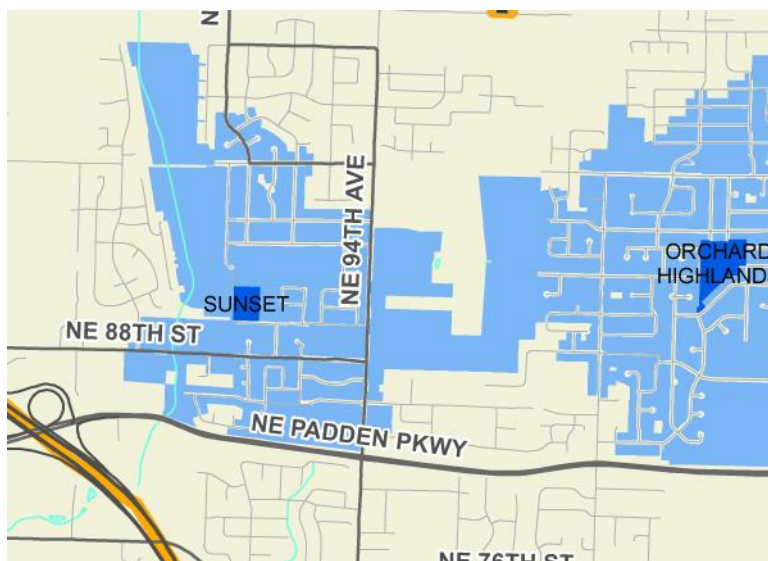 N
NE 94TH AVE
ORCHARD
HIGHLAND
SUNSET
NE 88TH ST
NE PADDEN PKWY
NE 76TH ST